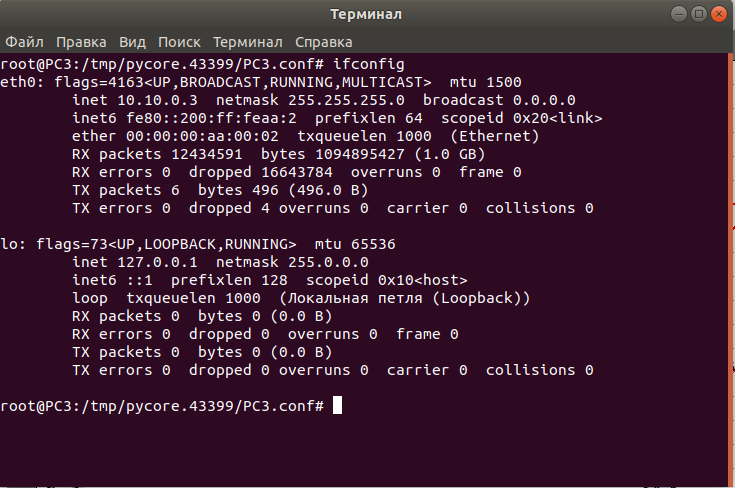 Терминал
Файл Правка Вид Поиск Терминал Справка
root@PC3:/tmp/pycore.43399/PC3.conf# ifconfig
eth0: flags=4163<UP,BROADCAST,RUNNING,MULTICAST>  mtu 1500
        inet 10.10.0.3  netmask 255.255.255.0  broadcast 0.0.0.0
        inet6 fe80::200:ff:feaa:2  prefixlen 64  scopeid 0x20<link>
        ether 00:00:00:aa:00:02  txqueuelen 1000  (Ethernet)
        RX packets 12434591  bytes 1094895427 (1.0 GB)
        RX errors 0  dropped 16643784  overruns 0  frame 0
        TX packets 6  bytes 496 (496.0 B)
        TX errors 0  dropped 4 overruns 0  carrier 0  collisions 0
lo: flags=73<UP,LOOPBACK,RUNNING>  mtu 65536
        inet 127.0.0.1  netmask 255.0.0.0
        inet6 ::1  prefixlen 128  scopeid 0x10<host>
        loop  txqueuelen 1000  (Локальная петля (Loopback))
        RX packets 0  bytes 0 (0.0 B)
        RX errors 0  dropped 0  overruns 0  frame 0
        TX packets 0  bytes 0 (0.0 B)
        TX errors 0  dropped 0 overruns 0  carrier 0  collisions 0
root@PC3:/tmp/pycore.43399/PC3.conf#